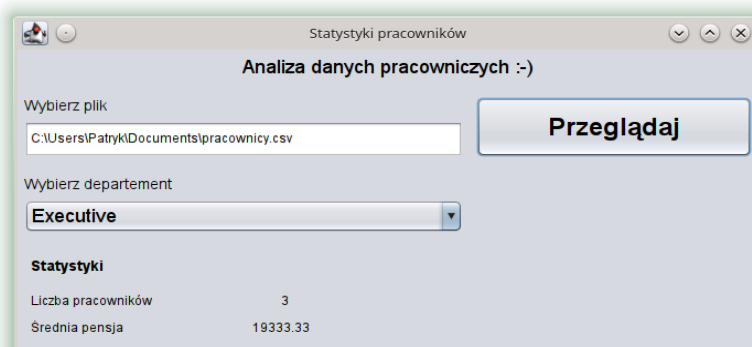 Statystyki pracowników
Analiza danych pracowniczych :-)
Wybierz plik
C:\Users\Patryk\Documents\pracownicy.csv
Przeglądaj
Wybierz departement
Executive
Statystyki
Liczba pracowników 3
Średnia pensja 19333.33